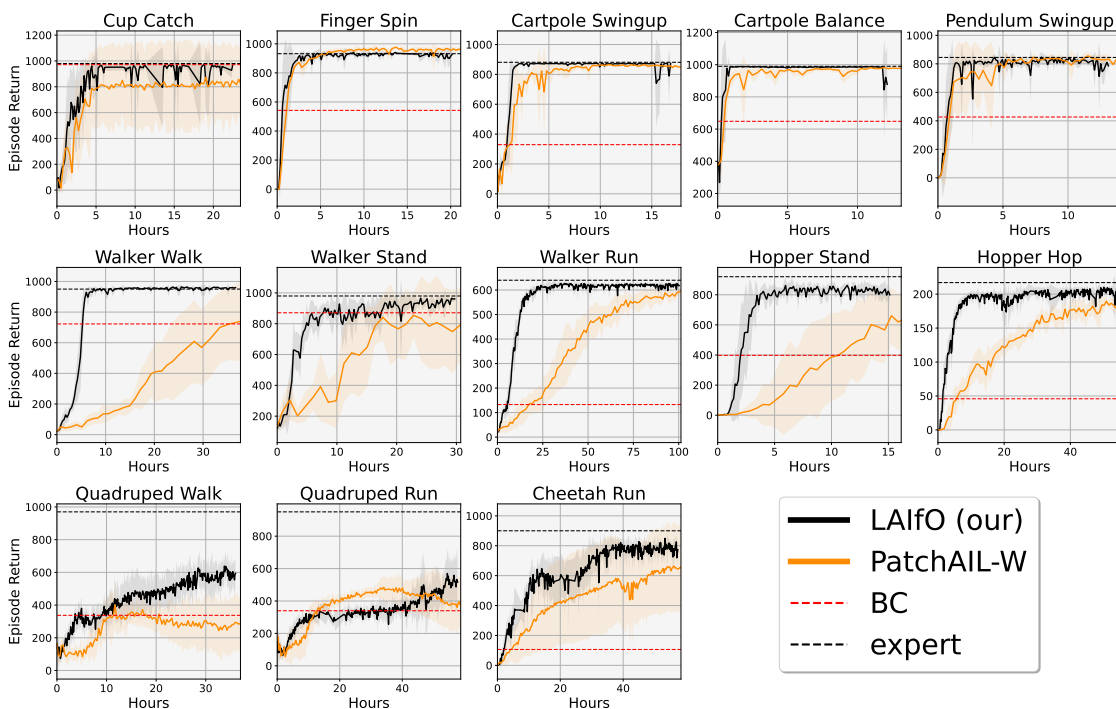 Cup Catch
Finger Spin
Cartpole Swingup
Cartpole Balance
Pendulum Swingup
Episode Return
1200
1000
800
600
400
200
0
0 5 10 15 20
Hours
1000
800
600
400
200
0
0 5 10 15 20
Hours
1000
800
600
400
200
0
0 5 10 15
Hours
1200
1000
800
600
400
200
0 5 10
Hours
1000
800
600
400
200
0
0 5 10
Hours
Walker Walk
Walker Stand
Walker Run
Hopper Stand
Hopper Hop
Episode Return
1000
800
600
400
200
0
0 10 20 30
Hours
1000
800
600
400
200
0 10 20 30
Hours
600
500
400
300
200
100
0
0 25 50 75 100
Hours
800
600
400
200
0
0 5 10 15
Hours
200
150
100
50
0
0 20 40
Hours
Quadruped Walk
Quadruped Run
Cheetah Run
Episode Return
1000
800
600
400
200
0
0 10 20 30
Hours
800
600
400
200
0
0 20 40
Hours
1000
800
600
400
200
0
0 20 40
Hours
LAIfO (our)
PatchAIL-W
BC
expert